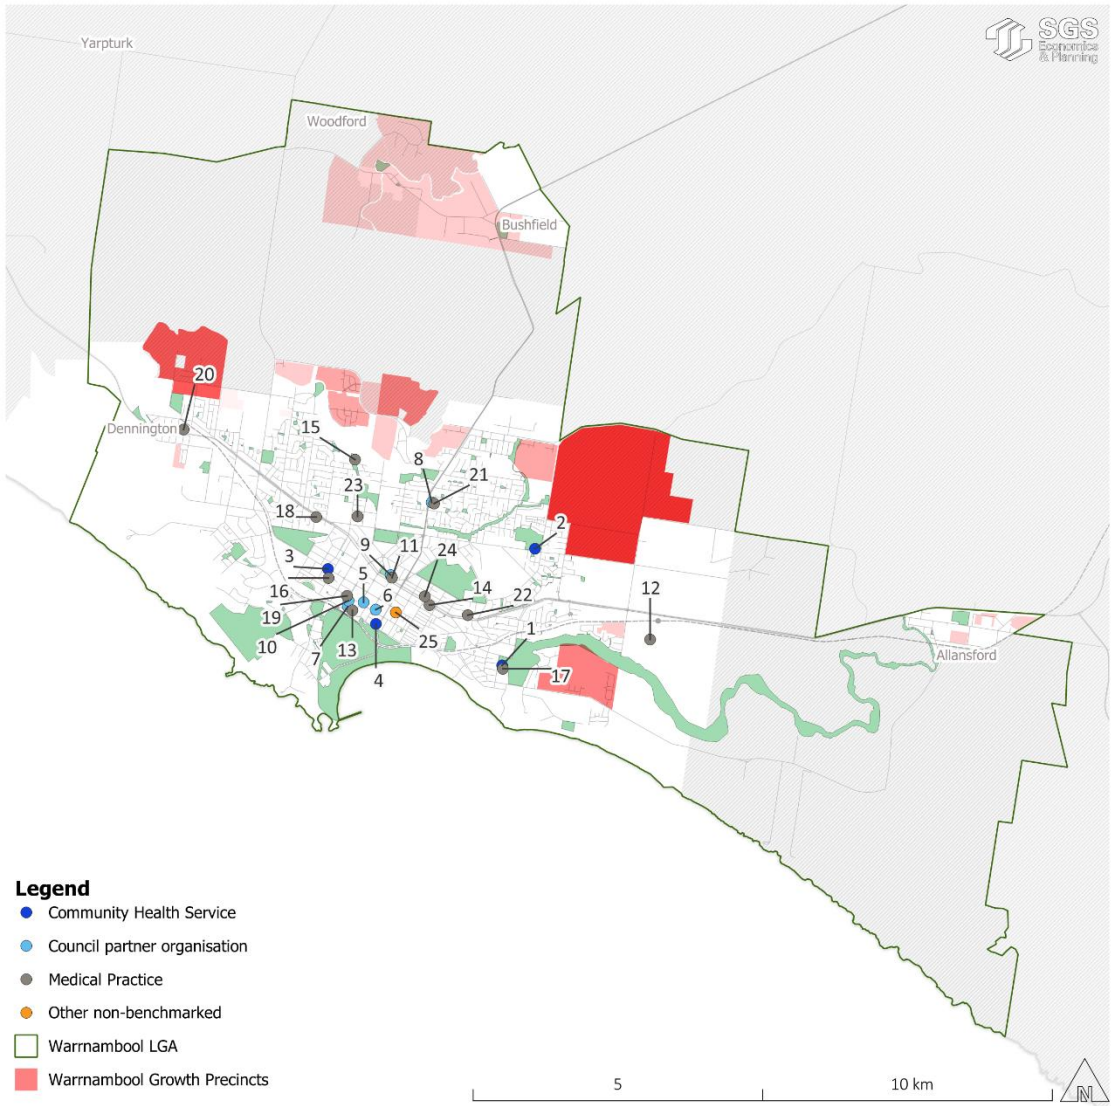 SGS
Economics
& Planning
Yarpturk
Woodford
Bushfield
20
Dennington
15
8
21
23
18
2
9
11
24
3
5
14
16
6
22
12
19
1
10
7
13
25
Allansford
4
17
Legend
Community Health Service
Council partner organisation
Medical Practice
Other non-benchmarked
Warrnambool LGA
Warrnambool Growth Precincts
5
10 km
N